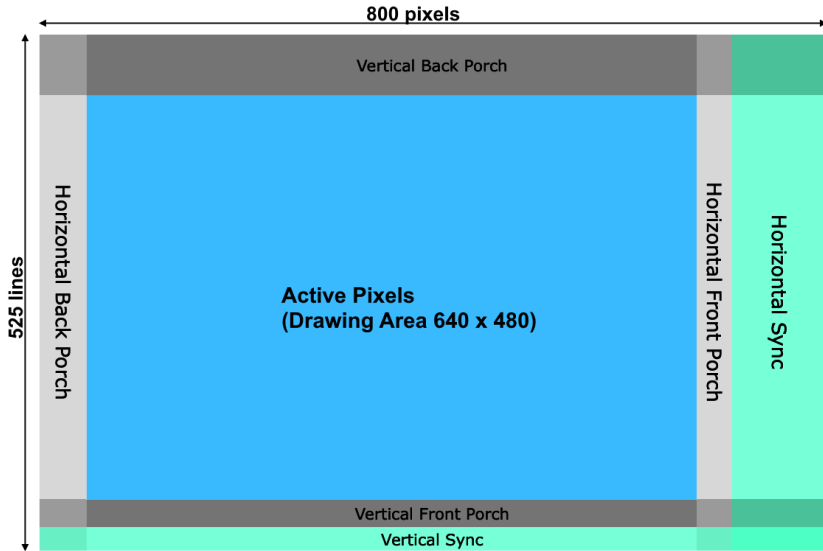 800 pixels
Vertical Back Porch
525 lines
Horizontal Back Porch
Active Pixels
(Drawing Area 640 x 480)
Horizontal Front Porch
Horizontal Sync
Vertical Front Porch
Vertical Sync